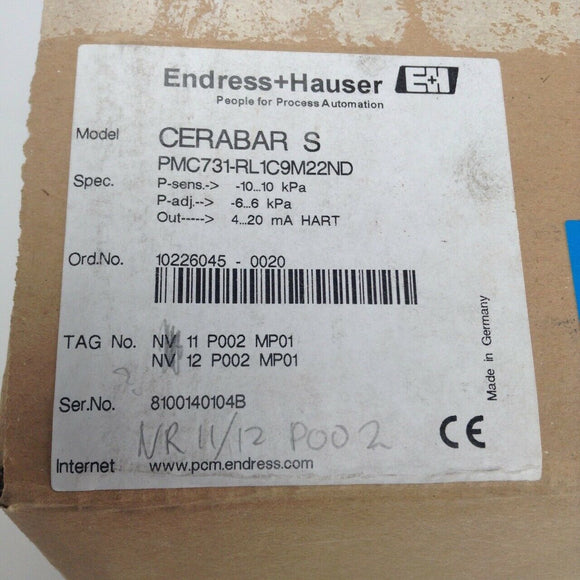 Endress+Hauser E+H
People for Process Automation
Model CERABAR S
PMC731-RL1C9M22ND
Spec. P-sens.-> -10...10 kPa
P-adj.--> -6...6 kPa
Out-----> 4...20 mA HART
Ord.No. 10226045 - 0020
TAG No. NV 11 P002 MP01
NV 12 P002 MP01
Ser.No. 8100140104B
NR 11/12 P002
Internet www.pcm.endress.com
Made in Germany
CE